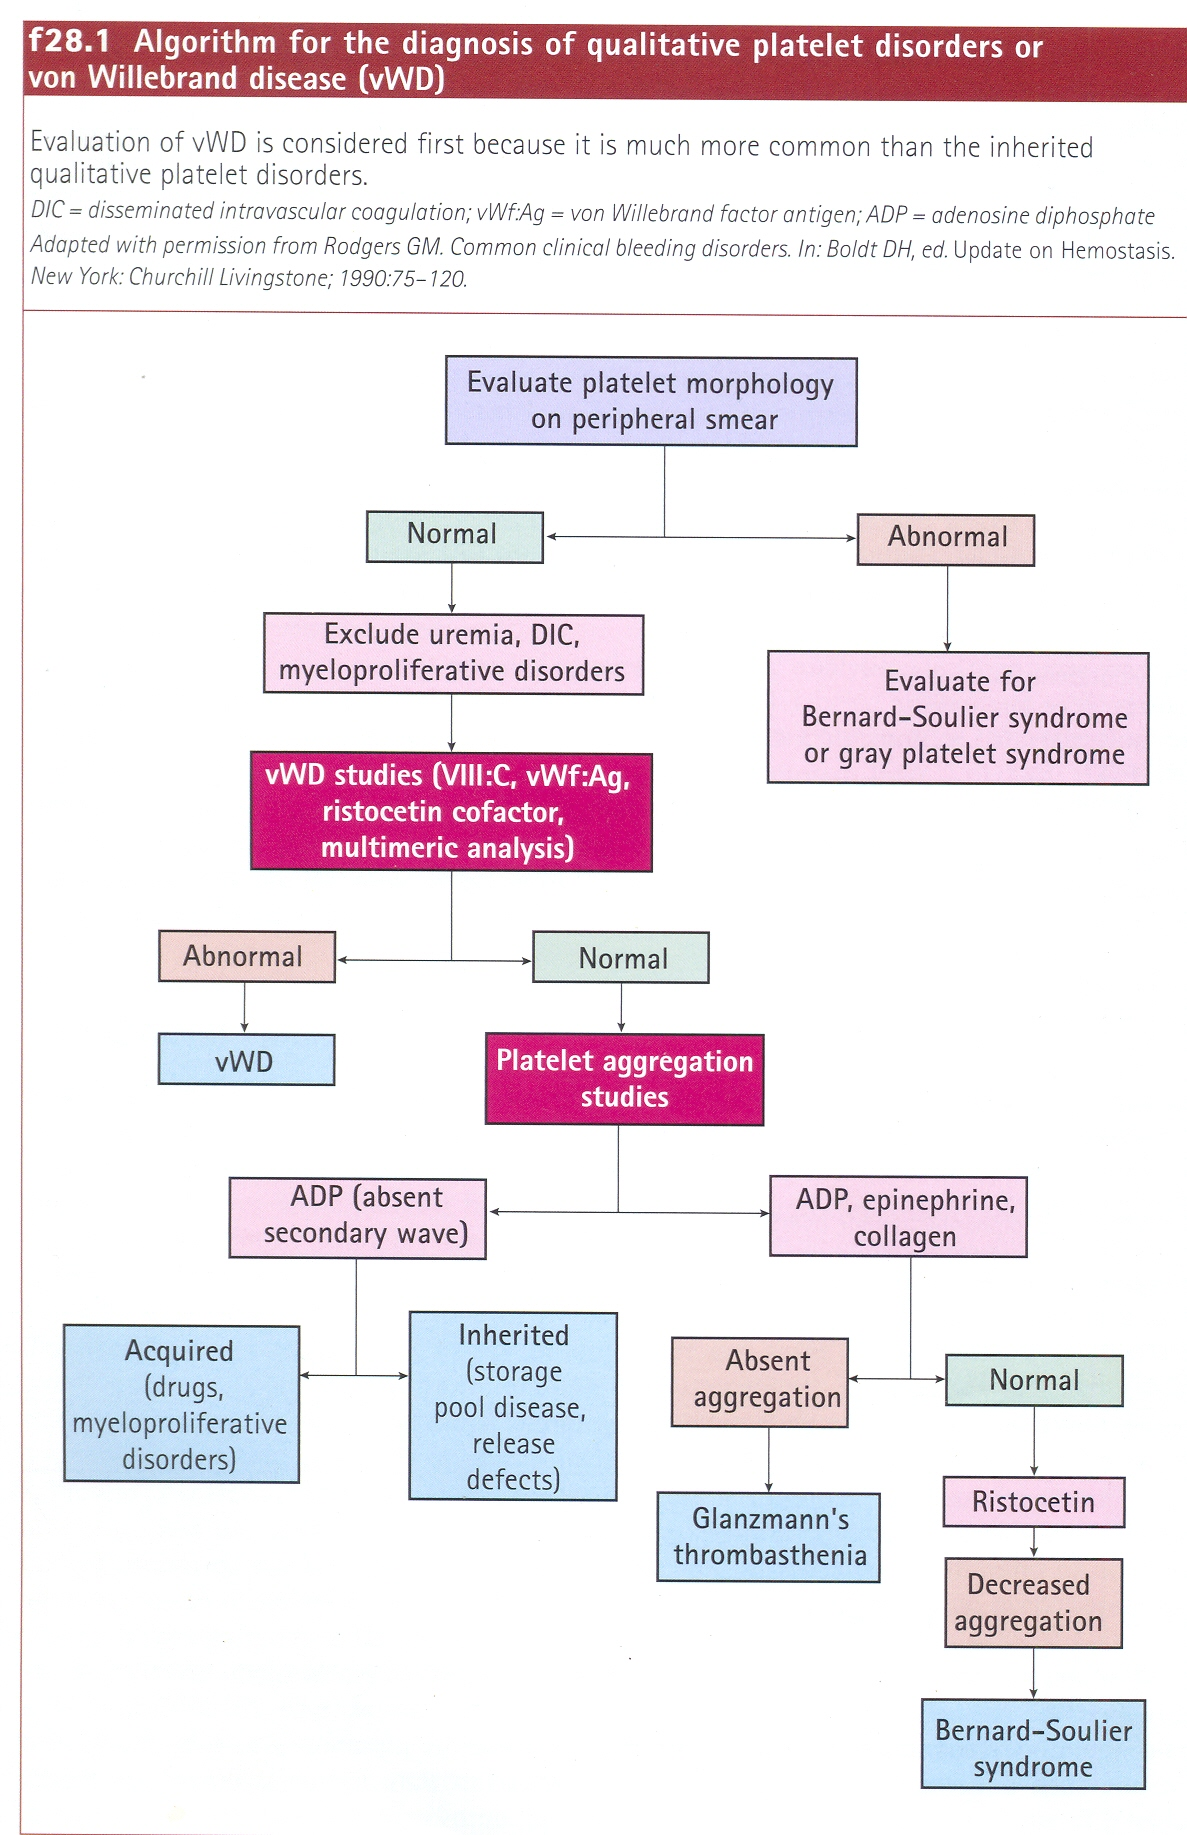 f28.1 Algorithm for the diagnosis of qualitative platelet disorders or
von Willebrand disease (vWD)
Evaluation of vWD is considered first because it is much more common than the inherited
qualitative platelet disorders.
DIC = disseminated intravascular coagulation; vWf:Ag = von Willebrand factor antigen; ADP = adenosine diphosphate
Adapted with permission from Rodgers GM. Common clinical bleeding disorders. In: Boldt DH, ed. Update on Hemostasis.
New York: Churchill Livingstone; 1990:75–120.
Evaluate platelet morphology
on peripheral smear
Normal
Abnormal
Exclude uremia, DIC,
myeloproliferative disorders
Evaluate for
Bernard–Soulier syndrome
or gray platelet syndrome
vWD studies (VIII:C, vWf:Ag,
ristocetin cofactor,
multimeric analysis)
Abnormal
Normal
vWD
Platelet aggregation
studies
ADP (absent
secondary wave)
ADP, epinephrine,
collagen
Acquired
(drugs,
myeloproliferative
disorders)
Inherited
(storage
pool disease,
release
defects)
Absent
aggregation
Normal
Glanzmann's
thrombasthenia
Ristocetin
Decreased
aggregation
Bernard–Soulier
syndrome